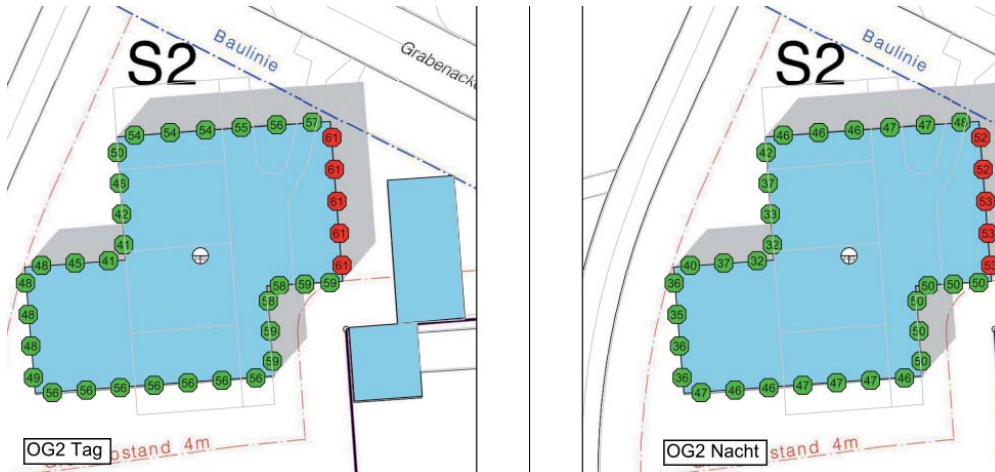 S2
Baulinie
Grabenack
54 54 54 55 56 57
50 61
46 61
42 61
41 61
48 45 41 61
48 58 59 59
48 58
48 59
49 59
56 56 56 56 56 56 56
OG2 Tag
bstand 4m
S2
Baulinie
46 46 46 47 47 48
42 52
37 52
33 53
32 53
40 37 32 53
36 50 50 50
35 50
36 50
36 50
47 46 46 47 47 47 46
OG2 Nacht
abstand 4m